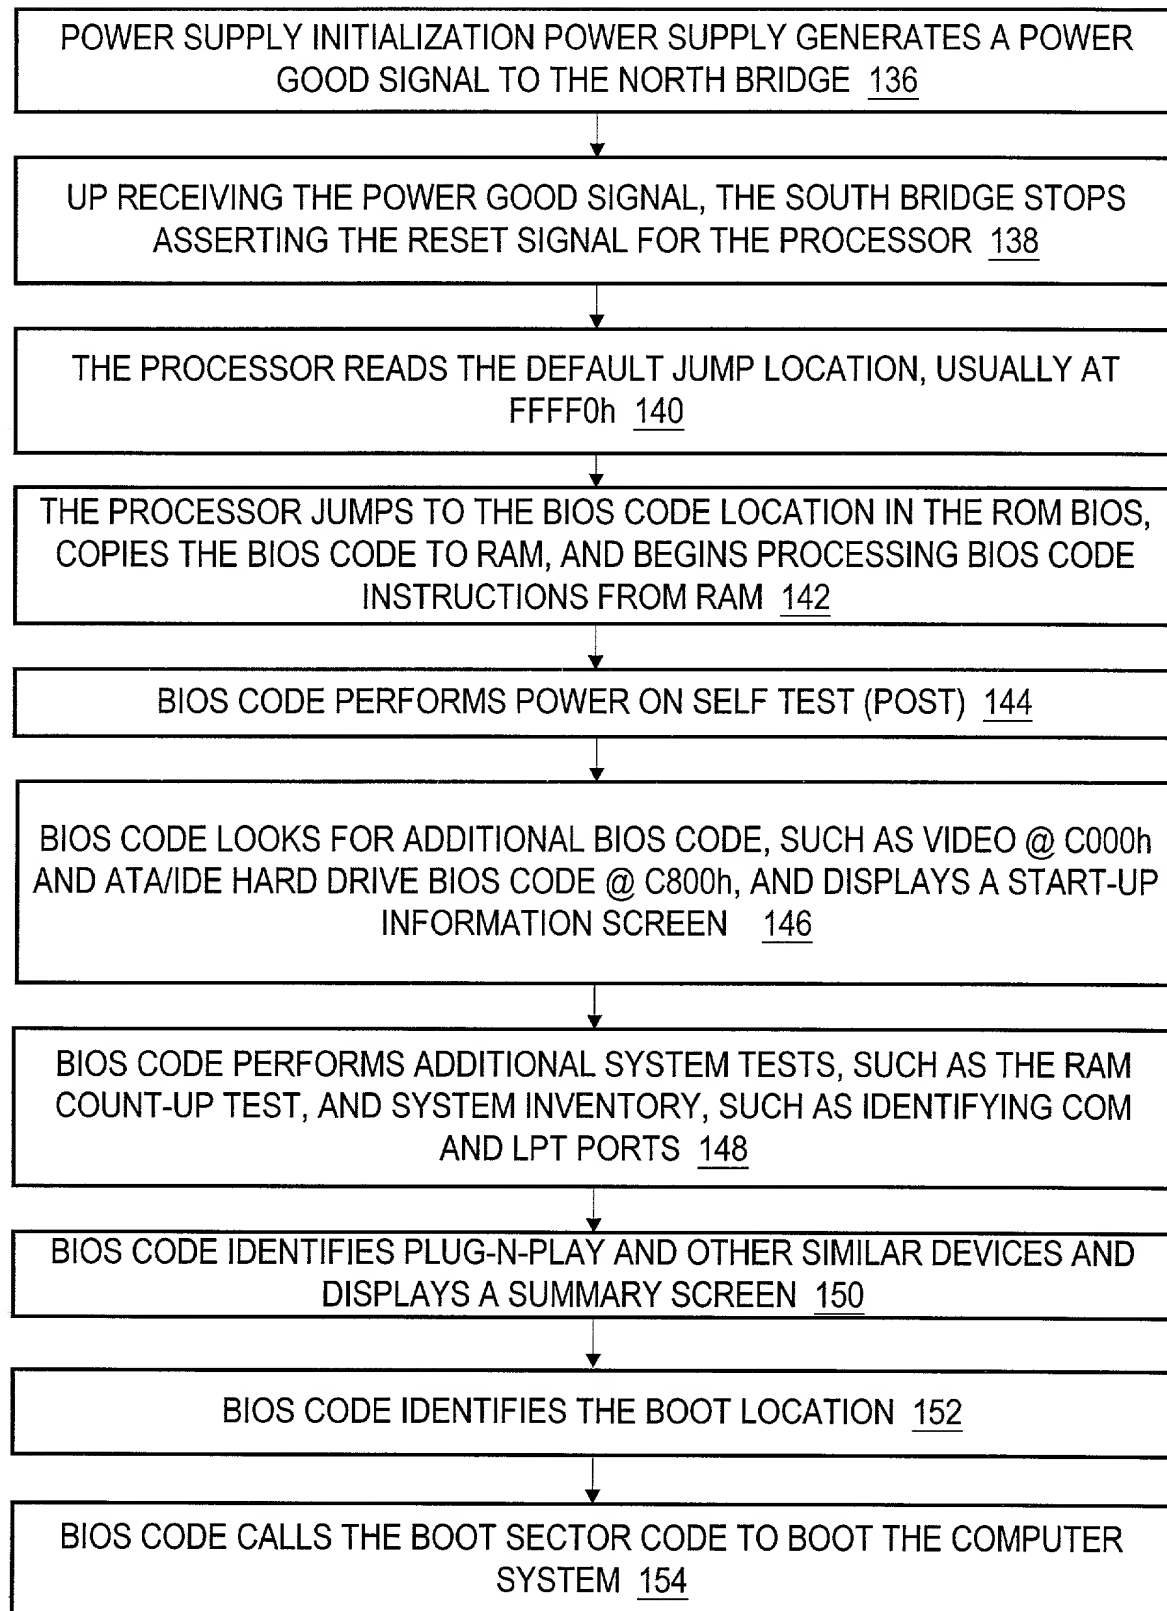 POWER SUPPLY INITIALIZATION POWER SUPPLY GENERATES A POWER
GOOD SIGNAL TO THE NORTH BRIDGE 136
UP RECEIVING THE POWER GOOD SIGNAL, THE SOUTH BRIDGE STOPS
ASSERTING THE RESET SIGNAL FOR THE PROCESSOR 138
THE PROCESSOR READS THE DEFAULT JUMP LOCATION, USUALLY AT
FFFF0h 140
THE PROCESSOR JUMPS TO THE BIOS CODE LOCATION IN THE ROM BIOS,
COPIES THE BIOS CODE TO RAM, AND BEGINS PROCESSING BIOS CODE
INSTRUCTIONS FROM RAM 142
BIOS CODE PERFORMS POWER ON SELF TEST (POST) 144
BIOS CODE LOOKS FOR ADDITIONAL BIOS CODE, SUCH AS VIDEO @ C000h
AND ATA/IDE HARD DRIVE BIOS CODE @ C800h, AND DISPLAYS A START-UP
INFORMATION SCREEN 146
BIOS CODE PERFORMS ADDITIONAL SYSTEM TESTS, SUCH AS THE RAM
COUNT-UP TEST, AND SYSTEM INVENTORY, SUCH AS IDENTIFYING COM
AND LPT PORTS 148
BIOS CODE IDENTIFIES PLUG-N-PLAY AND OTHER SIMILAR DEVICES AND
DISPLAYS A SUMMARY SCREEN 150
BIOS CODE IDENTIFIES THE BOOT LOCATION 152
BIOS CODE CALLS THE BOOT SECTOR CODE TO BOOT THE COMPUTER
SYSTEM 154